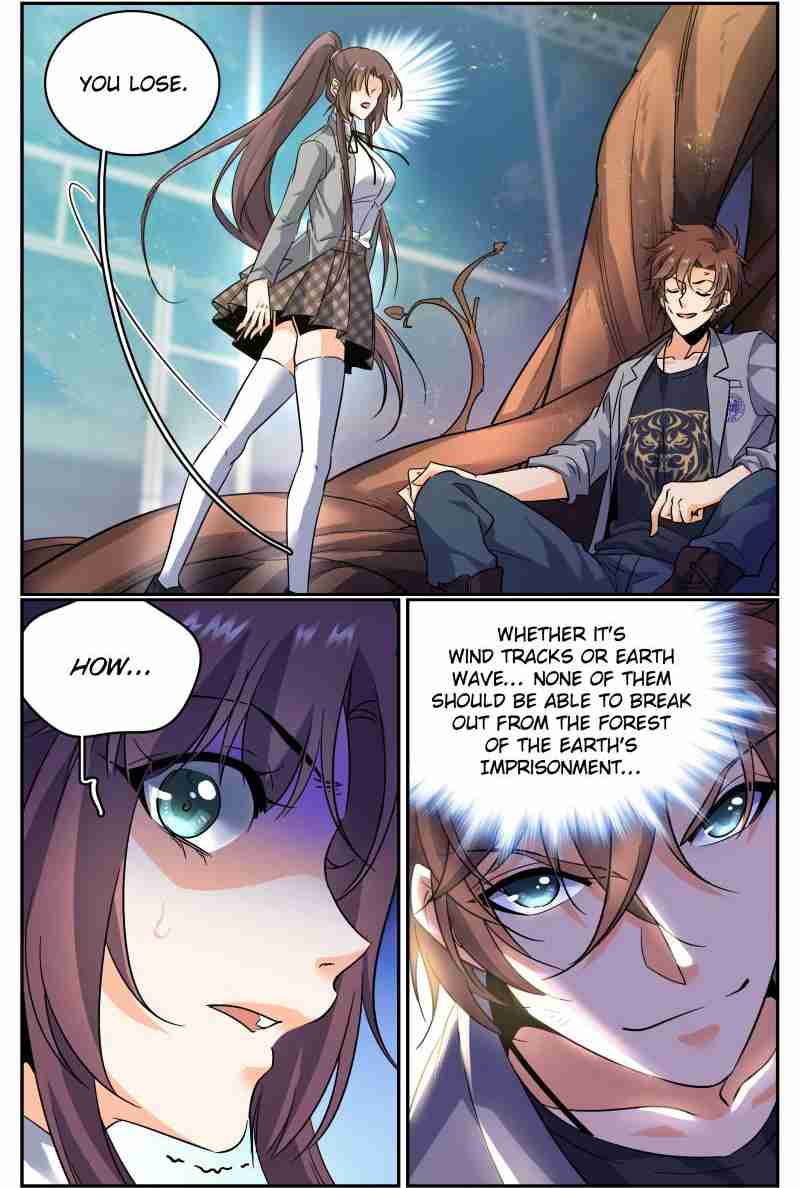 YOU LOSE.
HOW...
WHETHER IT'S
WIND TRACKS OR EARTH
WAVE... NONE OF THEM
SHOULD BE ABLE TO BREAK
OUT FROM THE FOREST
OF THE EARTH'S
IMPRISONMENT...